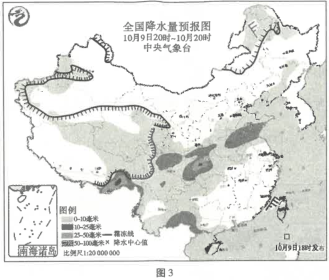 全国降水量预报图
10月9日20时~10月20时
中央气象台
图例
0-10毫米
10-25毫米
25-50毫米
霜冻线
50-100毫米
× 降水中心值
比例尺1:20 000 000
南海诸岛
10月9日18时发布
图3